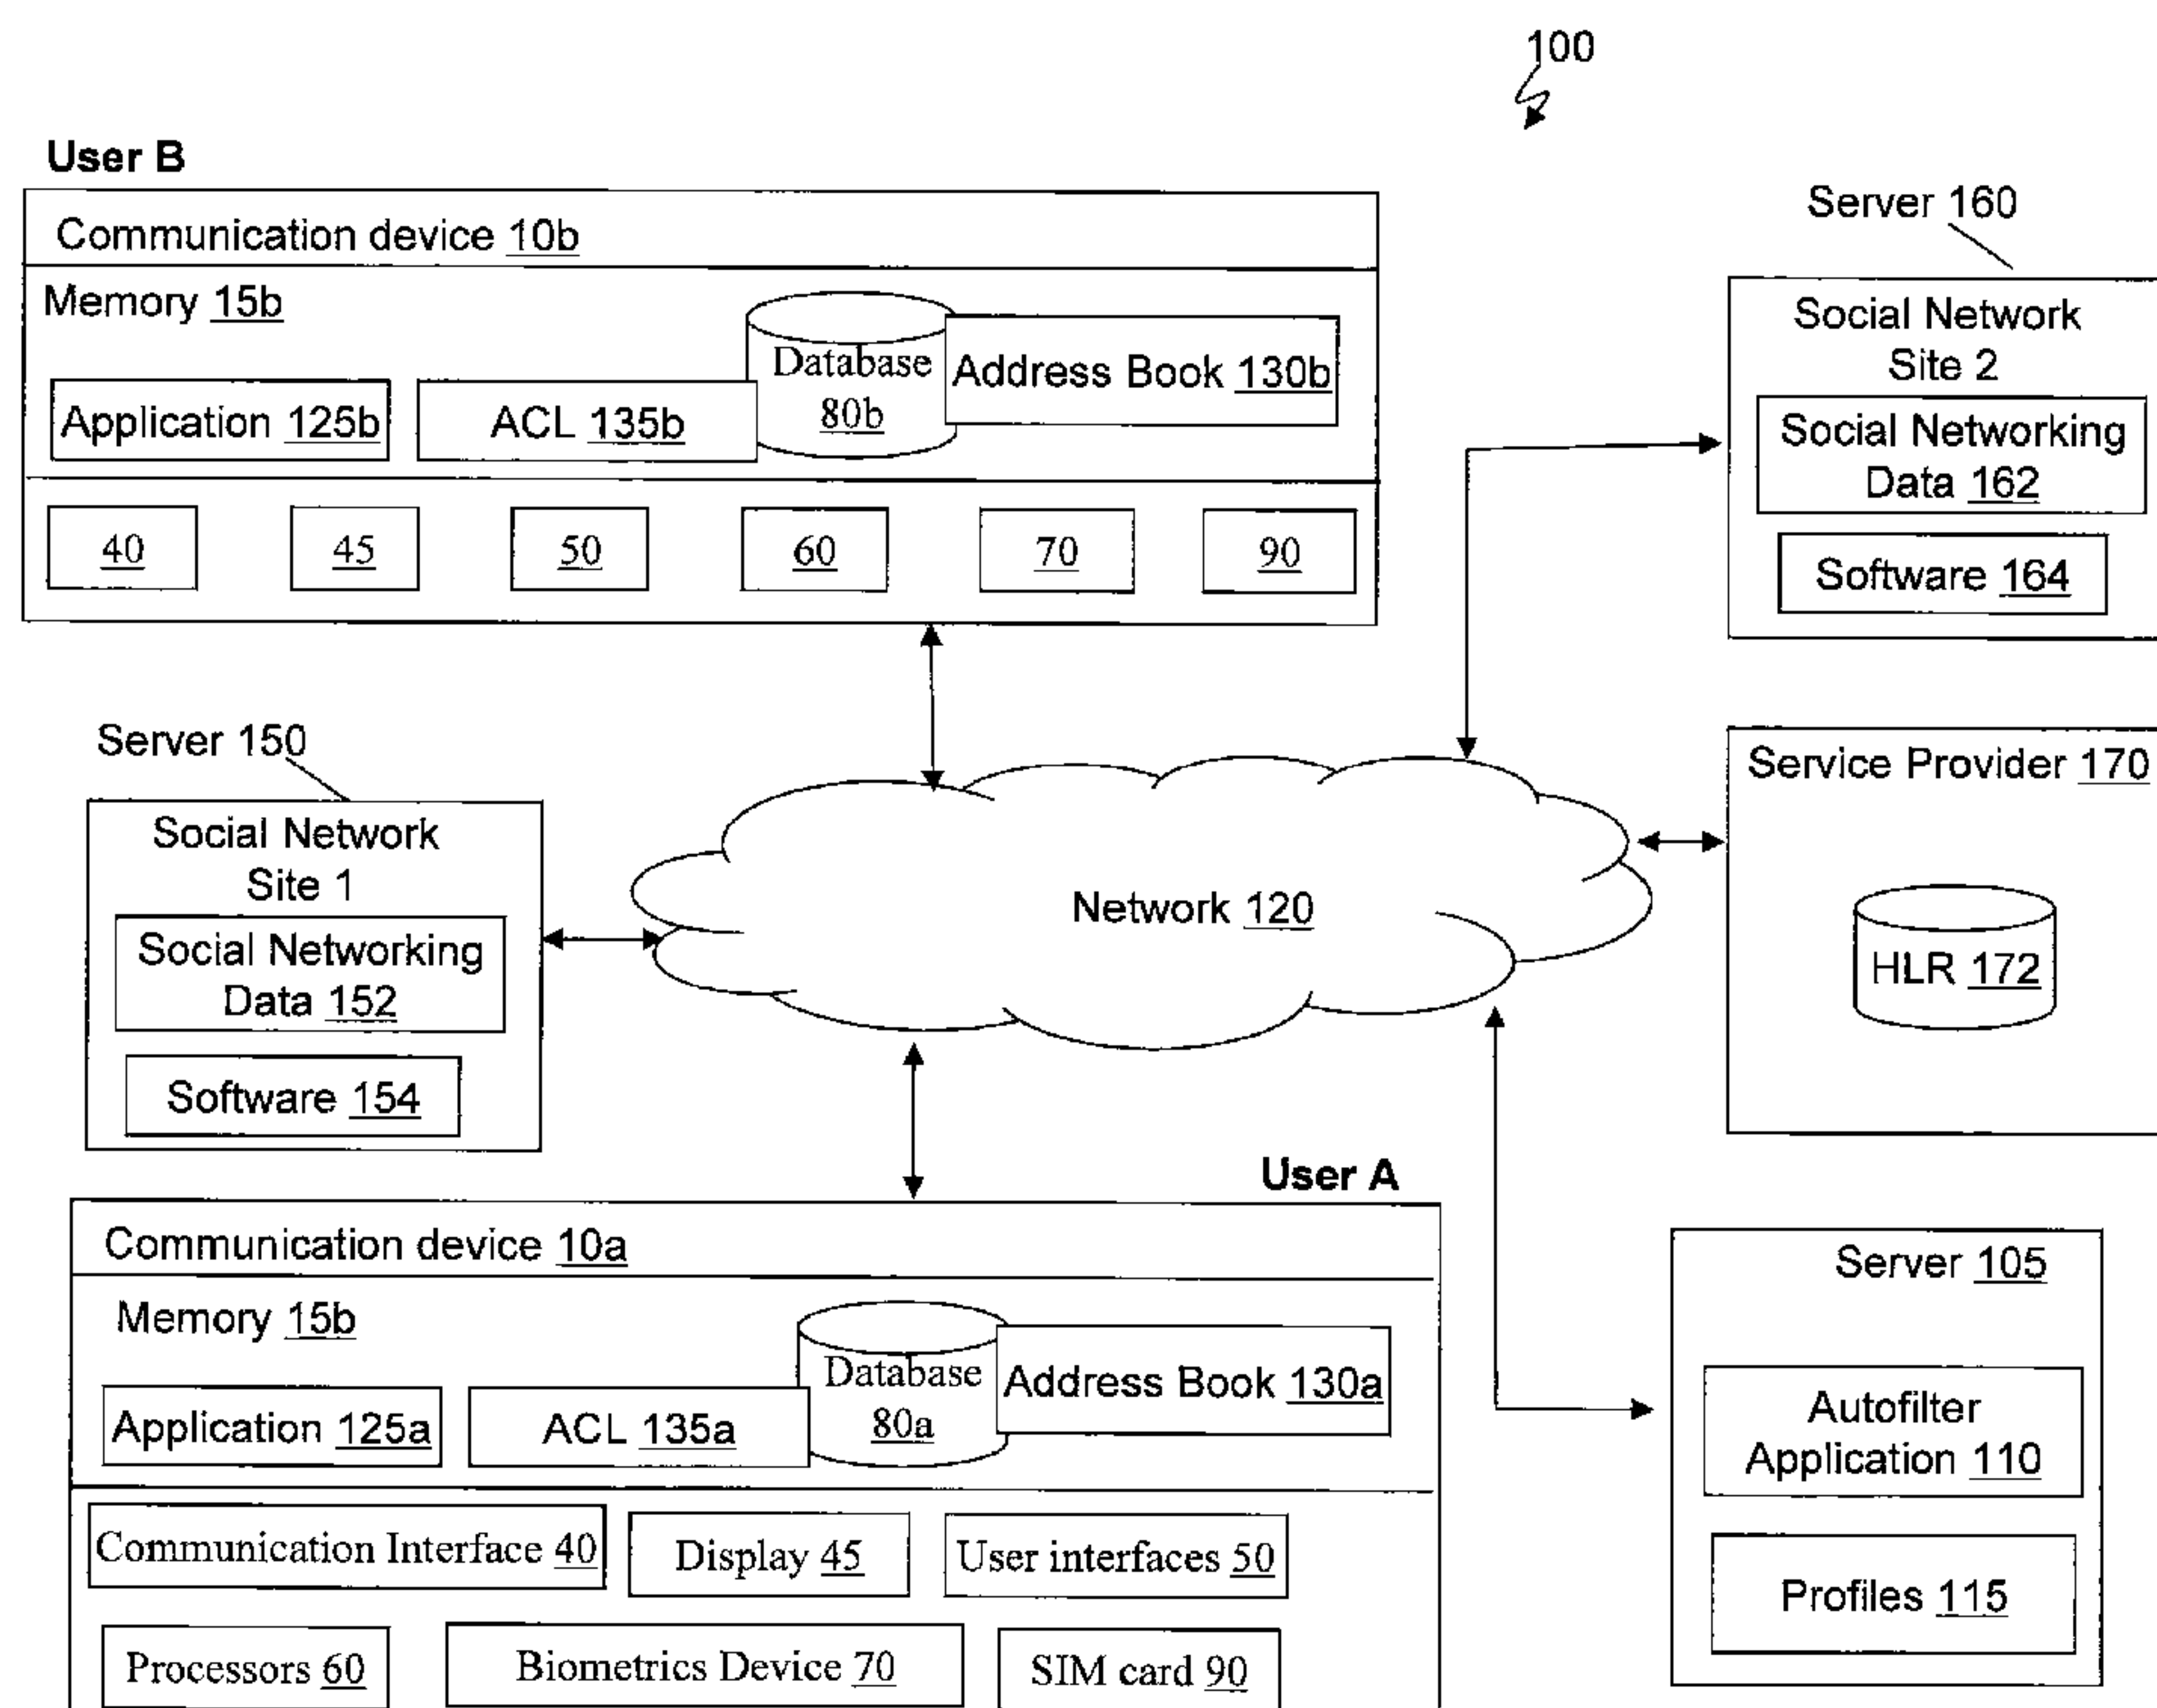 100
User B
Communication device 10b
Memory 15b
Database
80b
Address Book 130b
Application 125b
ACL 135b
40
45
50
60
70
90
Server 160
Social Network
Site 2
Social Networking
Data 162
Software 164
Server 150
Social Network
Site 1
Social Networking
Data 152
Software 154
Network 120
Service Provider 170
HLR 172
User A
Communication device 10a
Memory 15b
Database
80a
Address Book 130a
Application 125a
ACL 135a
Communication Interface 40
Display 45
User interfaces 50
Processors 60
Biometrics Device 70
SIM card 90
Server 105
Autofilter
Application 110
Profiles 115